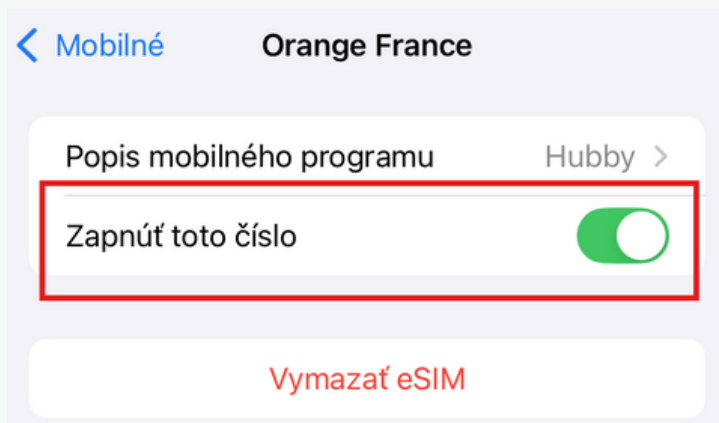 Mobilné
Orange France
Popis mobilného programu
Hubby
Zapnúť toto číslo
Vymazať eSIM